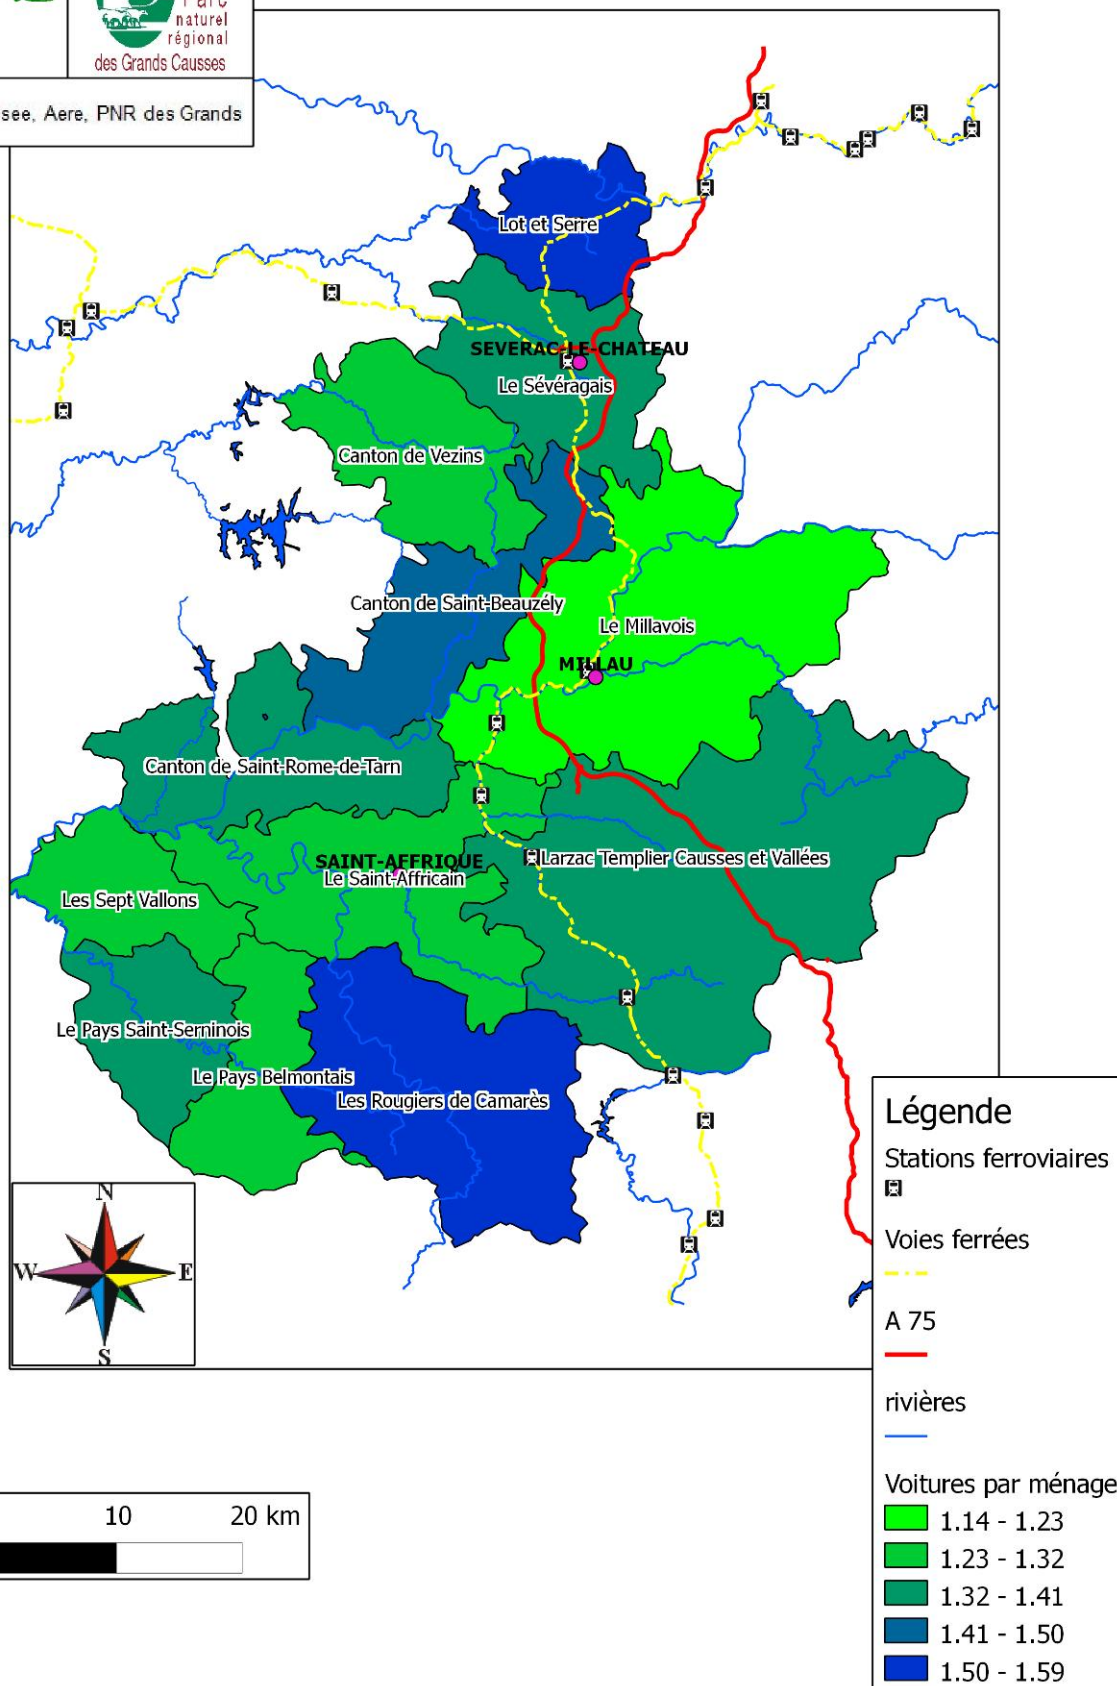 Parc
naturel
régional
des Grands Causses
see, Aere, PNR des Grands
Lot et Serre
SEVERAC-LE-CHATEAU
Le Sévéragais
Canton de Vezins
Canton de Saint-Beauzély
Le Millavois
MILLAU
Canton de Saint-Rome-de-Tarn
Larzac Templier Causses et Vallées
SAINT-AFFRIQUE
Le Saint-Affricain
Les Sept Vallons
Le Pays Saint-Serninois
Le Pays Belmontais
Les Rougiers de Camarès
N
W
E
S
Légende
Stations ferroviaires
Voies ferrées
A 75
rivières
Voitures par ménage
1.14 - 1.23
1.23 - 1.32
1.32 - 1.41
1.41 - 1.50
1.50 - 1.59
10
20 km